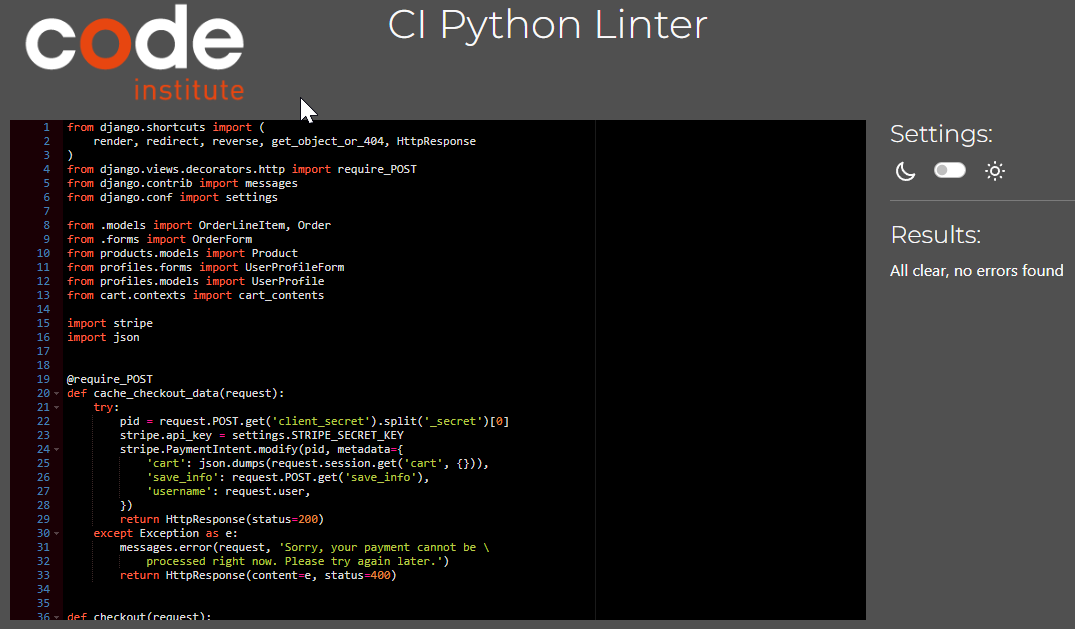 code
institute
CI Python Linter
1 from django.shortcuts import (
2     render, redirect, reverse, get_object_or_404, HttpResponse
3 )
4 from django.views.decorators.http import require_POST
5 from django.contrib import messages
6 from django.conf import settings
7
8 from .models import OrderLineItem, Order
9 from .forms import OrderForm
10 from products.models import Product
11 from profiles.forms import UserProfileForm
12 from profiles.models import UserProfile
13 from cart.contexts import cart_contents
14
15 import stripe
16 import json
17
18
19 @require_POST
20 def cache_checkout_data(request):
21     try:
22         pid = request.POST.get('client_secret').split('_secret')[0]
23         stripe.api_key = settings.STRIPE_SECRET_KEY
24         stripe.PaymentIntent.modify(pid, metadata={
25             'cart': json.dumps(request.session.get('cart', {})),
26             'save_info': request.POST.get('save_info'),
27             'username': request.user,
28         })
29         return HttpResponse(status=200)
30     except Exception as e:
31         messages.error(request, 'Sorry, your payment cannot be \
32             processed right now. Please try again later.')
33         return HttpResponse(content=e, status=400)
34
35
36 def checkout(request):
Settings:
Results:
All clear, no errors found